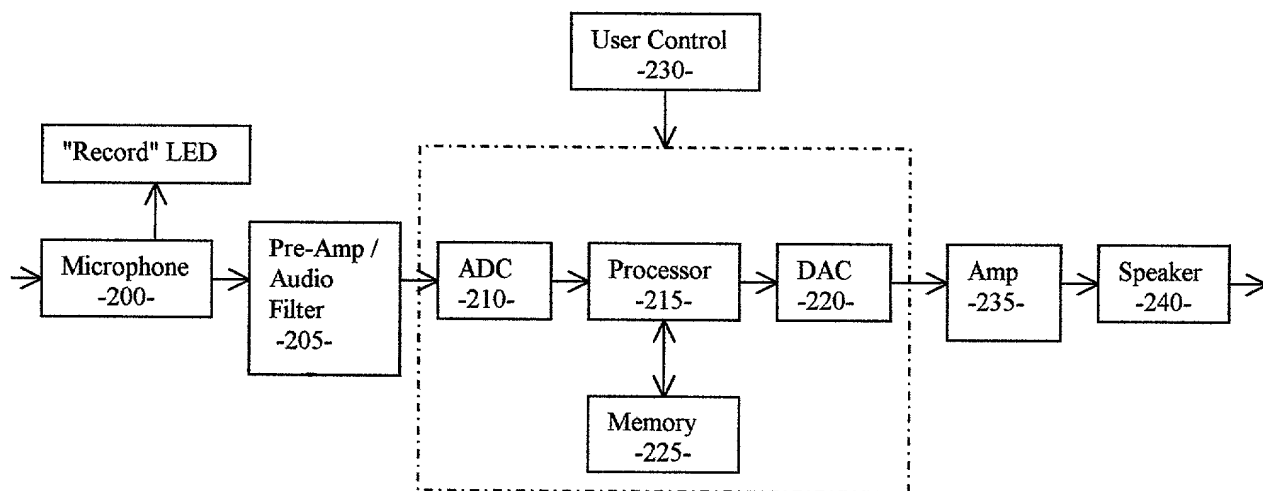 User Control
-230-
"Record" LED
Microphone
-200-
Pre-Amp /
Audio
Filter
-205-
ADC
-210-
Processor
-215-
DAC
-220-
Amp
-235-
Speaker
-240-
Memory
-225-